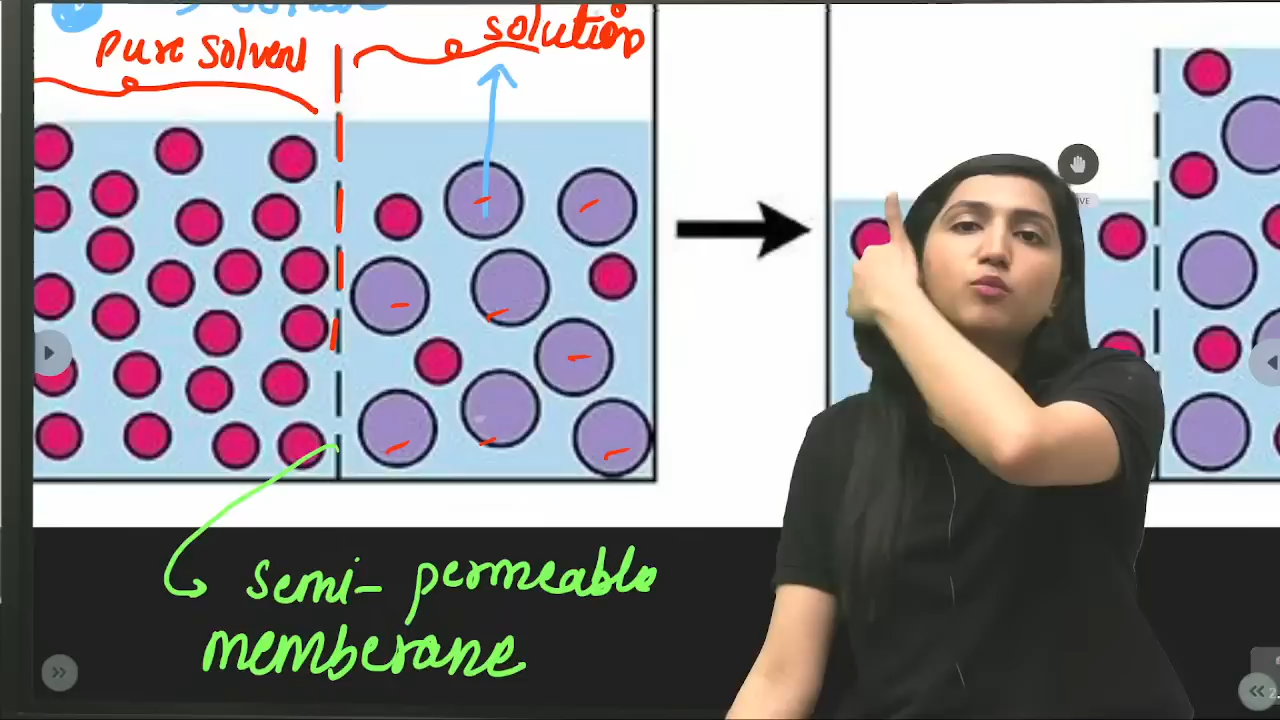 pure solvent
solution
semi-permeable
memberane